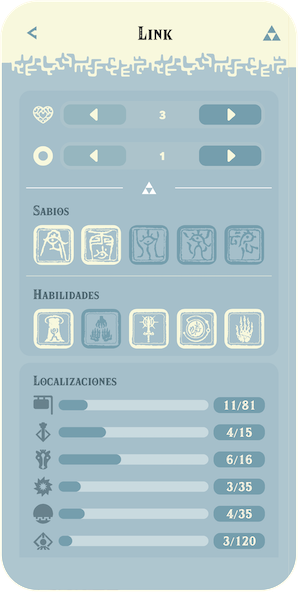 Link
3
1
Sabios
Habilidades
Localizaciones
11/81
4/15
6/16
3/35
4/35
3/120